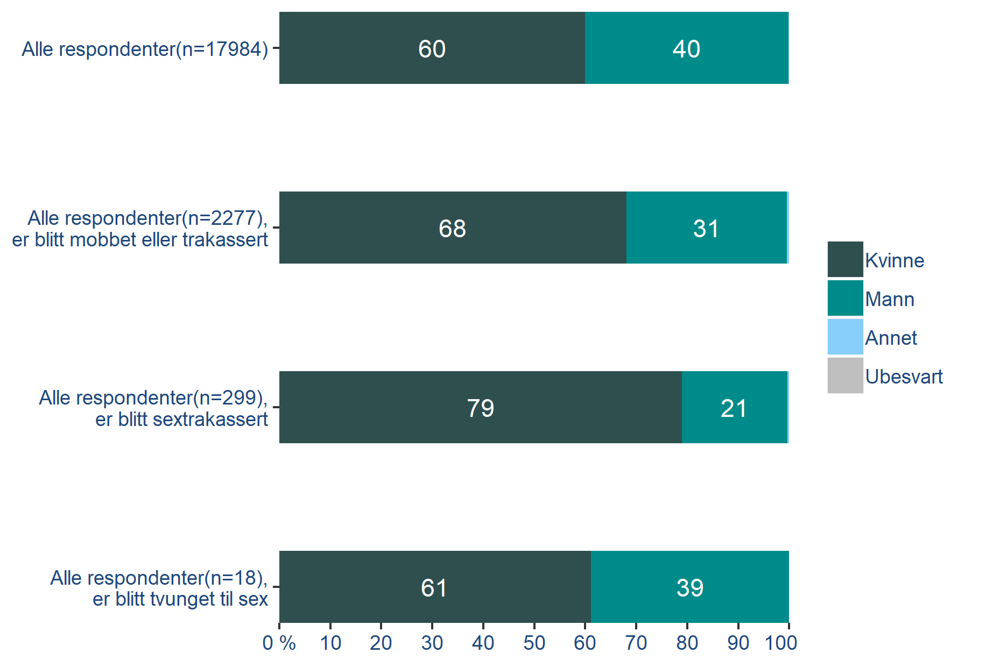 Alle respondenter(n=17984)
60
40
Alle respondenter(n=2277),
er blitt mobbet eller trakassert
68
31
Alle respondenter(n=299),
er blitt sextrakassert
79
21
Alle respondenter(n=18),
er blitt tvunget til sex
61
39
0 % 10 20 30 40 50 60 70 80 90 100
Kvinne
Mann
Annet
Ubesvart